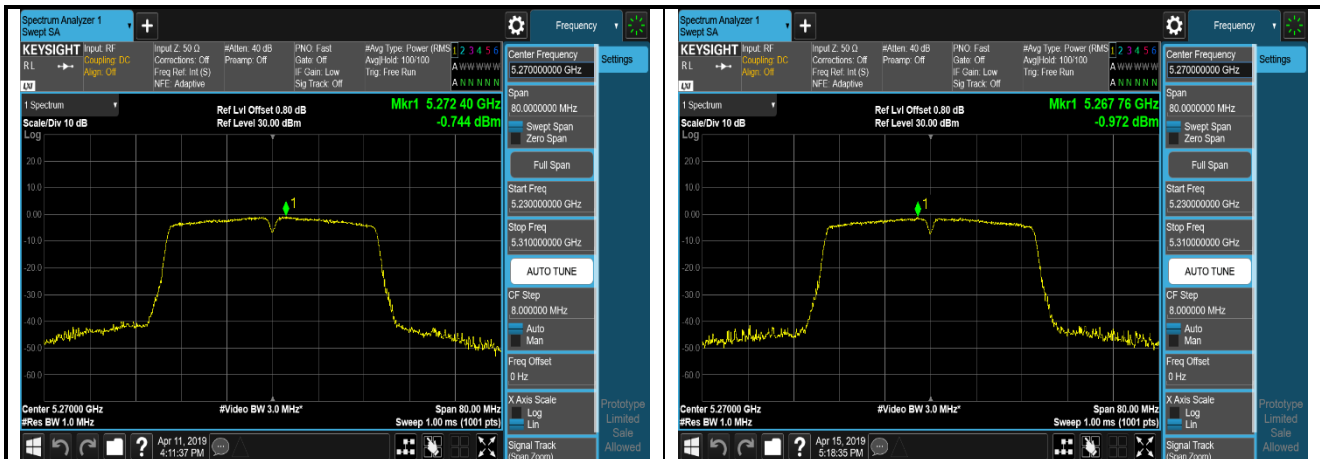 Spectrum Analyzer 1
Swept SA
Frequency
KEYSIGHT
RL
Input: RF
Coupling: DC
Align: Off
Input Z: 50 Ω
Corrections: Off
Freq Ref: Int (S)
NFE: Adaptive
#Atten: 40 dB
Preamp: Off
PNO: Fast
Gate: Off
IF Gain: Low
Sig Track: Off
#Avg Type: Power (RMS
Avg|Hold: 100/100
Trig: Free Run
1 2 3 4 5 6
A W W W W W
A N N N N N
LXI
1 Spectrum
Scale/Div 10 dB
Log
Ref Lvl Offset 0.80 dB
Ref Level 30.00 dBm
Mkr1 5.272 40 GHz
-0.744 dBm
1
20.0
10.0
0.00
-10.0
-20.0
-30.0
-40.0
-50.0
-60.0
Center 5.27000 GHz
#Res BW 1.0 MHz
#Video BW 3.0 MHz*
Span 80.00 MHz
Sweep 1.00 ms (1001 pts)
Apr 11, 2019
4:11:37 PM
Center Frequency
5.270000000 GHz
Settings
Span
80.0000000 MHz
Swept Span
Zero Span
Full Span
Start Freq
5.230000000 GHz
Stop Freq
5.310000000 GHz
AUTO TUNE
CF Step
8.000000 MHz
Auto
Man
Freq Offset
0 Hz
X Axis Scale
Log
Lin
Signal Track
(Span Zoom)
Prototype
Limited
Sale
Allowed
Spectrum Analyzer 1
Swept SA
Frequency
KEYSIGHT
RL
Input: RF
Coupling: DC
Align: Off
Input Z: 50 Ω
Corrections: Off
Freq Ref: Int (S)
NFE: Adaptive
#Atten: 40 dB
Preamp: Off
PNO: Fast
Gate: Off
IF Gain: Low
Sig Track: Off
#Avg Type: Power (RMS
Avg|Hold: 100/100
Trig: Free Run
1 2 3 4 5 6
A W W W W W
A N N N N N
LXI
1 Spectrum
Scale/Div 10 dB
Log
Ref Lvl Offset 0.80 dB
Ref Level 30.00 dBm
Mkr1 5.267 76 GHz
-0.972 dBm
1
20.0
10.0
0.00
-10.0
-20.0
-30.0
-40.0
-50.0
-60.0
Center 5.27000 GHz
#Res BW 1.0 MHz
#Video BW 3.0 MHz*
Span 80.00 MHz
Sweep 1.00 ms (1001 pts)
Apr 15, 2019
5:18:35 PM
Center Frequency
5.270000000 GHz
Settings
Span
80.0000000 MHz
Swept Span
Zero Span
Full Span
Start Freq
5.230000000 GHz
Stop Freq
5.310000000 GHz
AUTO TUNE
CF Step
8.000000 MHz
Auto
Man
Freq Offset
0 Hz
X Axis Scale
Log
Lin
Signal Track
(Span Zoom)
Prototype
Limited
Sale
Allowed